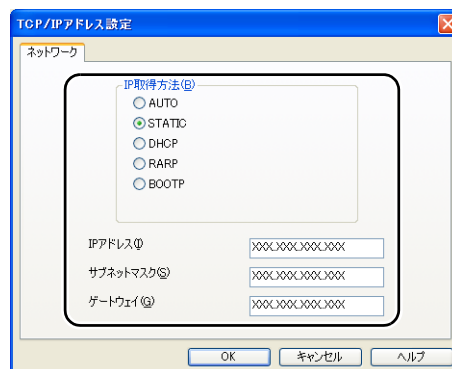 TCP/IPアドレス設定
ネットワーク
IP取得方法(B)
AUTO
STATIC
DHCP
RARP
BOOTP
IPアドレス(I)
XXX.XXX.XXX.XXX
サブネットマスク(S)
XXX.XXX.XXX.XXX
ゲートウェイ(G)
XXX.XXX.XXX.XXX
OK
キャンセル
ヘルプ